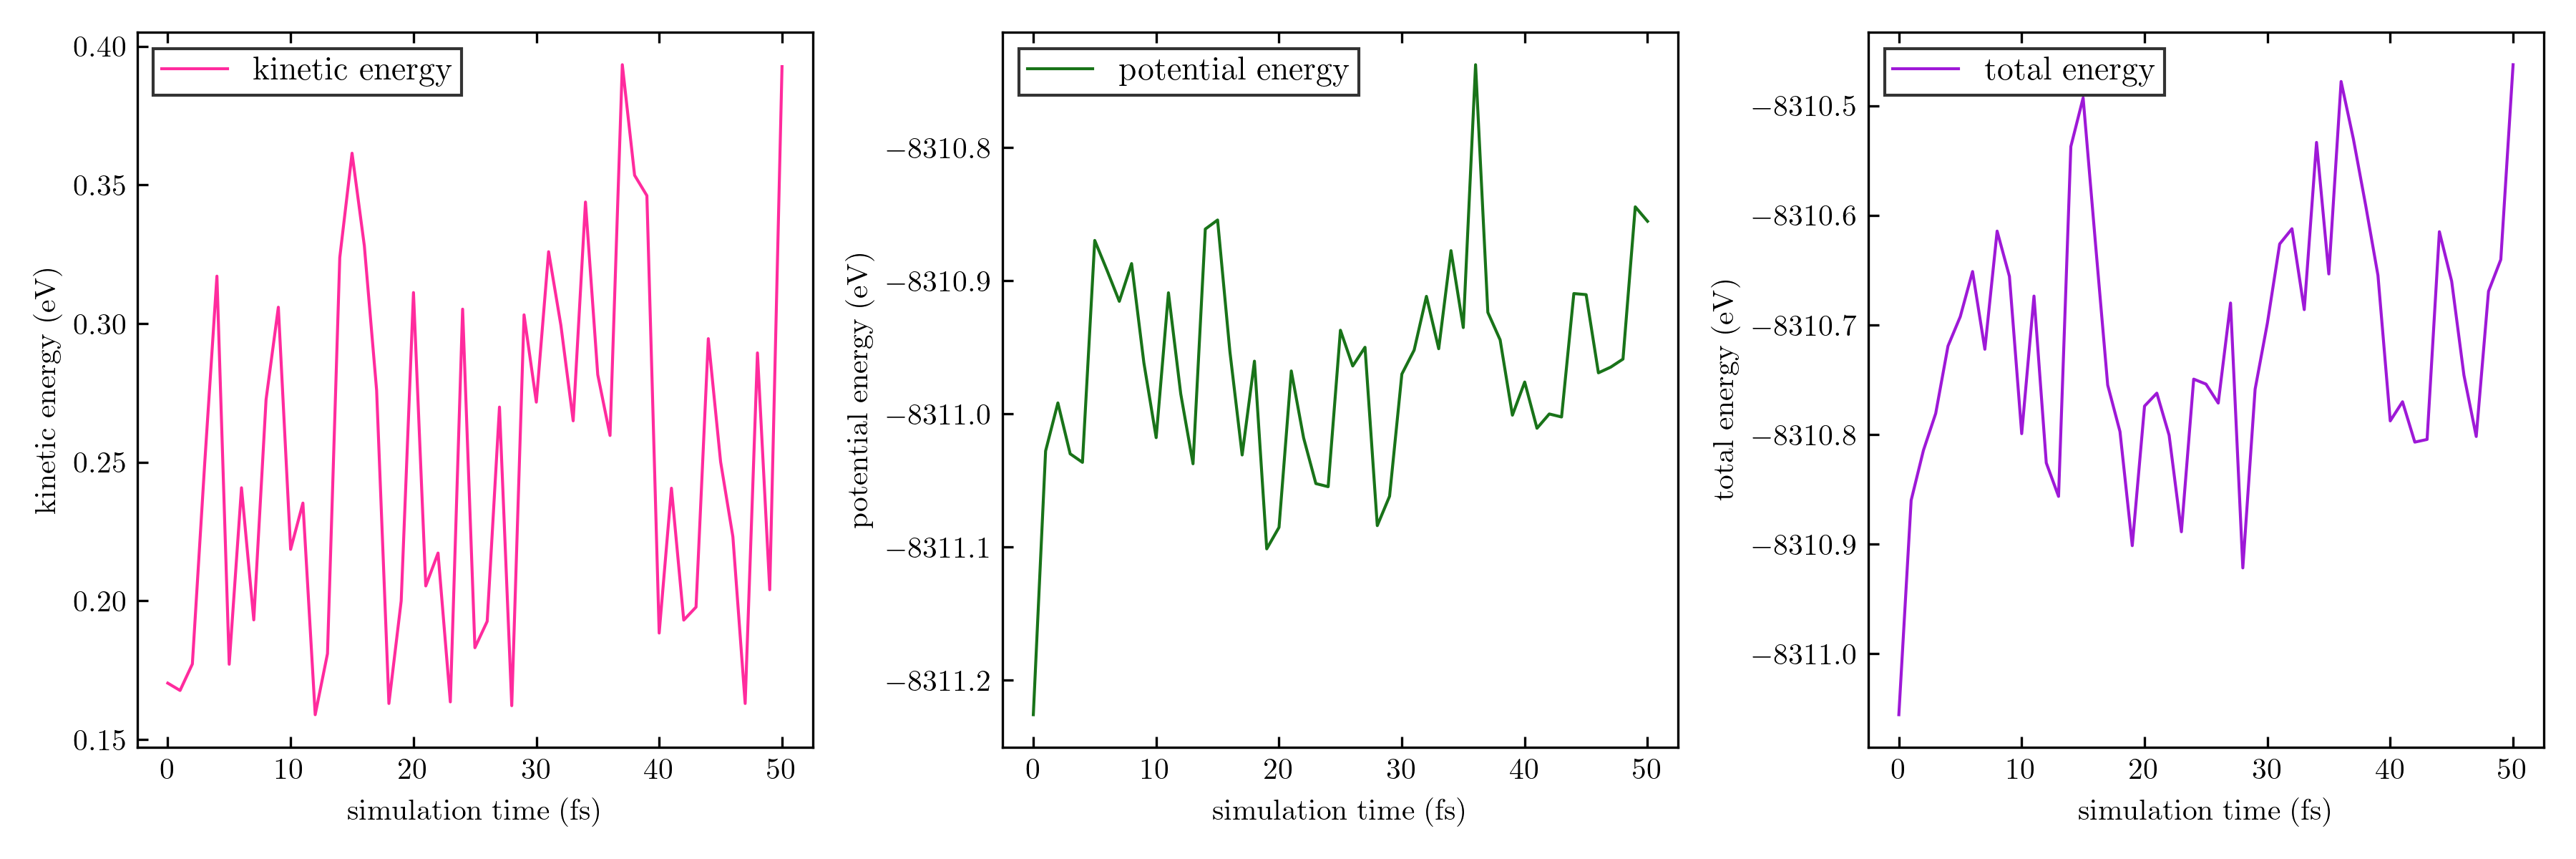 kinetic energy
0.40
0.35
0.30
0.25
0.20
0.15
kinetic energy (eV)
0 10 20 30 40 50
simulation time (fs)
potential energy
−8310.8
−8310.9
−8311.0
−8311.1
−8311.2
potential energy (eV)
0 10 20 30 40 50
simulation time (fs)
total energy
−8310.5
−8310.6
−8310.7
−8310.8
−8310.9
−8311.0
total energy (eV)
0 10 20 30 40 50
simulation time (fs)